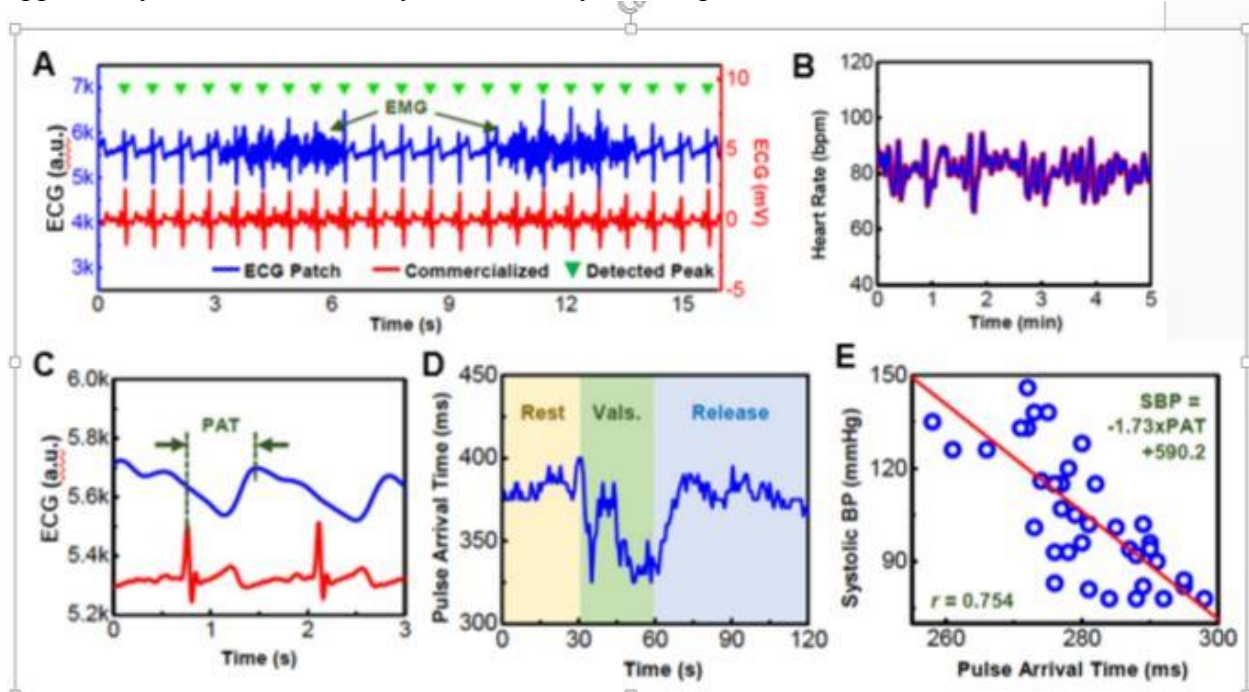 A
7k
6k
5k
4k
3k
ECG (a.u.)
EMG
10
5
0
-5
ECG (mV)
ECG Patch
Commercialized
Detected Peak
0
3
6
9
12
15
Time (s)
B
120
100
80
60
40
Heart Rate (bpm)
0
1
2
3
4
5
Time (min)
C
6.0k
5.8k
5.6k
5.4k
5.2k
ECG (a.u.)
PAT
0
1
2
3
Time (s)
D
450
400
350
300
Pulse Arrival Time (ms)
Rest
Vals.
Release
0
30
60
90
120
Time (s)
E
150
120
90
Systolic BP (mmHg)
SBP =
-1.73xPAT
+590.2
r = 0.754
260
280
300
Pulse Arrival Time (ms)